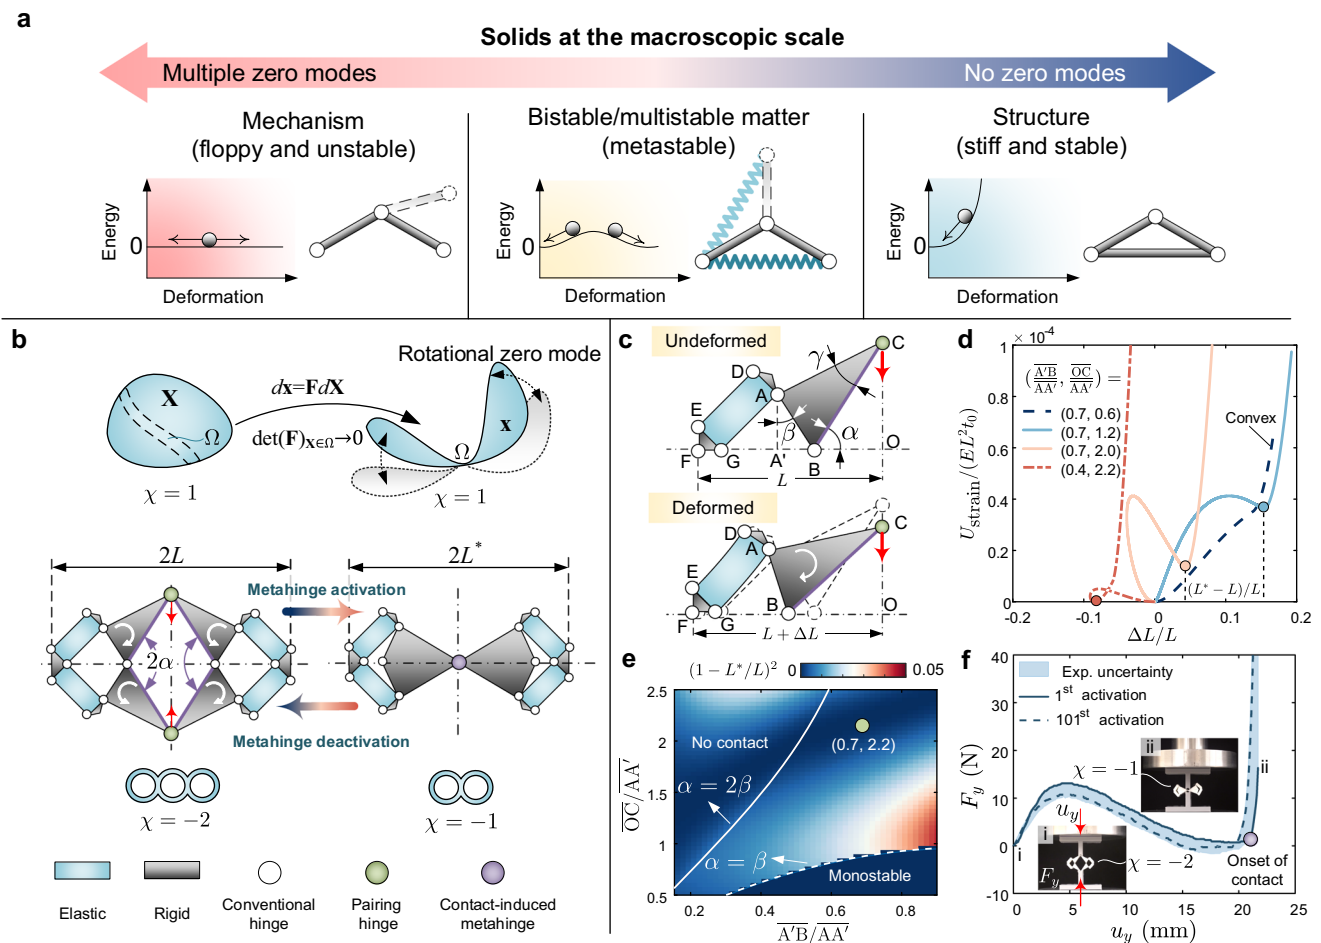 a
Solids at the macroscopic scale
Multiple zero modes
No zero modes
Mechanism
(floppy and unstable)
Bistable/multistable matter
(metastable)
Structure
(stiff and stable)
Energy
0
Deformation
Energy
0
Deformation
Energy
0
Deformation
b
Rotational zero mode
X
Ω
χ = 1
dx=FdX
det(F)x∈Ω→0
x
Ω
χ = 1
2L
2L*
Metahinge activation
2α
Metahinge deactivation
χ = −2
χ = −1
Elastic
Rigid
Conventional
hinge
Pairing
hinge
Contact-induced
metahinge
c
Undeformed
C
γ
D
A
E
β
α
O
F
G
A'
B
L
Deformed
C
D
A
E
B
O
F
G
L + ΔL
d
1 × 10⁻⁴
0.8
0.6
0.4
0.2
0
Ustrain/(EL²t₀)
(A′B/AA′, OC/AA′) =
(0.7, 0.6)
(0.7, 1.2)
(0.7, 2.0)
(0.4, 2.2)
Convex
(L* − L)/L
-0.2
-0.1
0
0.1
0.2
ΔL/L
e
(1 − L*/L)²
0
0.05
2.5
2
1.5
1
0.5
OC/AA′
No contact
(0.7, 2.2)
α = 2β
α = β
Monostable
0.2
0.4
0.6
0.8
A′B/AA′
f
40
30
20
10
0
-10
Fy (N)
Exp. uncertainty
1st activation
101st activation
ii
χ = −1
ii
uy
i
i
χ = −2
Fy
Onset of
contact
0
5
10
15
20
25
uy (mm)